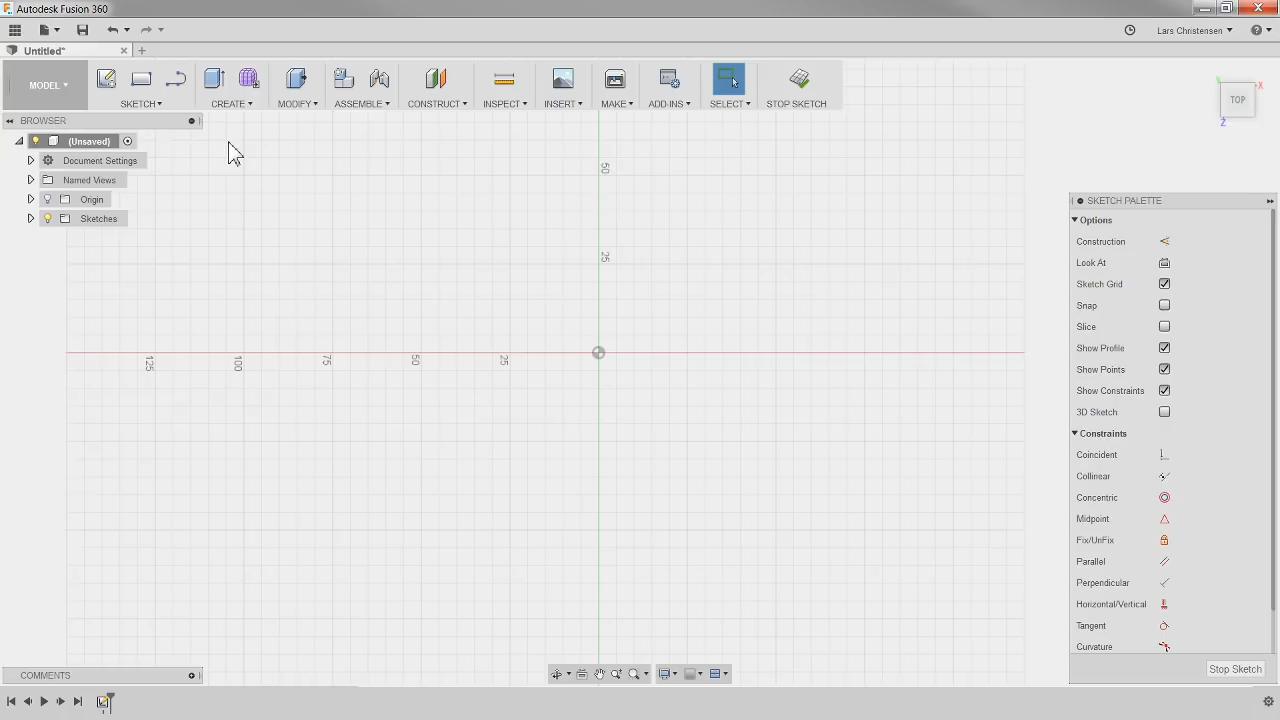 Autodesk Fusion 360
Lars Christensen
Untitled*
MODEL
SKETCH
CREATE
MODIFY
ASSEMBLE
CONSTRUCT
INSPECT
INSERT
MAKE
ADD-INS
SELECT
STOP SKETCH
TOP
X
Z
BROWSER
(Unsaved)
Document Settings
Named Views
Origin
Sketches
50
25
125
100
75
50
25
SKETCH PALETTE
Options
Construction
Look At
Sketch Grid
Snap
Slice
Show Profile
Show Points
Show Constraints
3D Sketch
Constraints
Coincident
Collinear
Concentric
Midpoint
Fix/UnFix
Parallel
Perpendicular
Horizontal/Vertical
Tangent
Curvature
Stop Sketch
COMMENTS